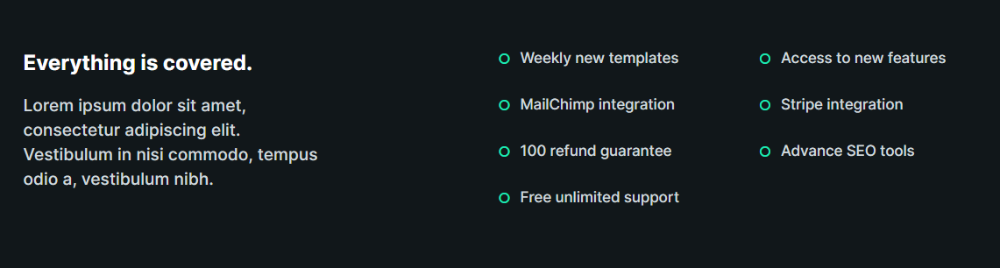 Everything is covered.
Lorem ipsum dolor sit amet,
consectetur adipiscing elit.
Vestibulum in nisi commodo, tempus
odio a, vestibulum nibh.
Weekly new templates
MailChimp integration
100 refund guarantee
Free unlimited support
Access to new features
Stripe integration
Advance SEO tools